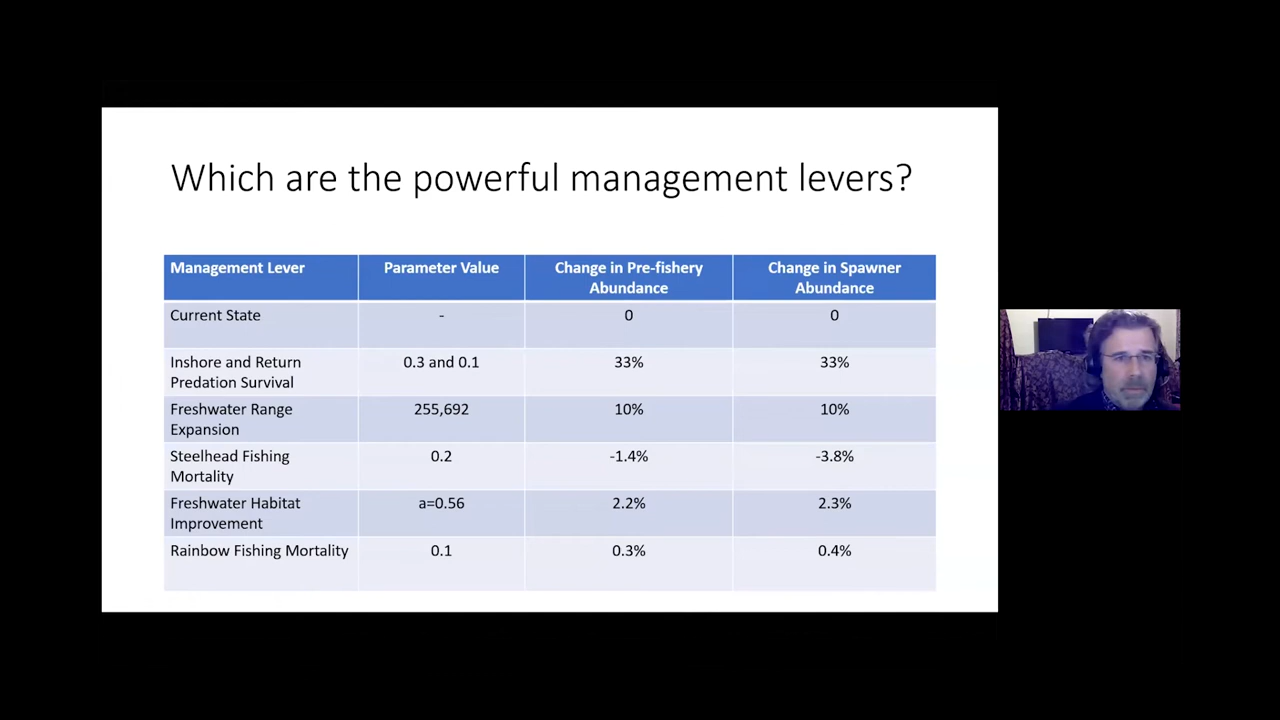 Which are the powerful management levers?
Management Lever
Parameter Value
Change in Pre-fishery
Abundance
Change in Spawner
Abundance
Current State
-
0
0
Inshore and Return
Predation Survival
0.3 and 0.1
33%
33%
Freshwater Range
Expansion
255,692
10%
10%
Steelhead Fishing
Mortality
0.2
-1.4%
-3.8%
Freshwater Habitat
Improvement
a=0.56
2.2%
2.3%
Rainbow Fishing Mortality
0.1
0.3%
0.4%